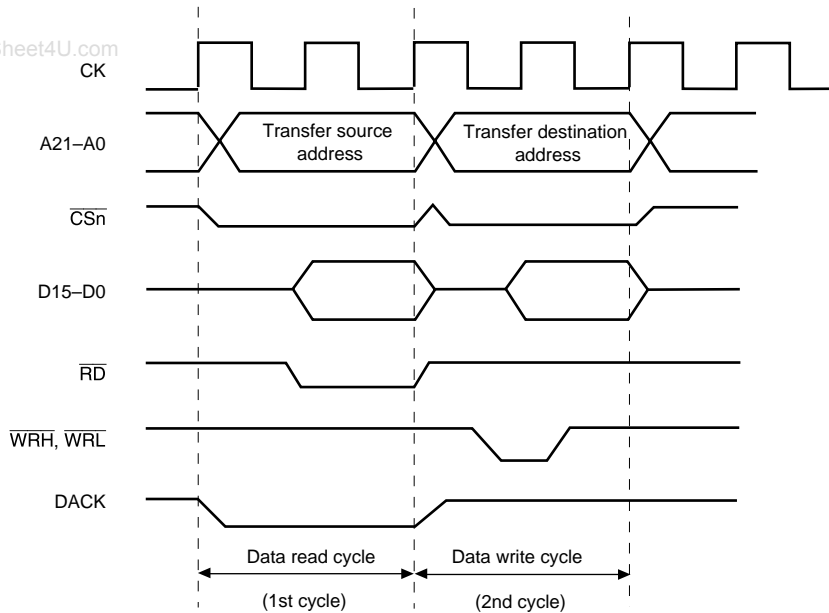 heet4U.com
CK
A21–A0
Transfer source
address
Transfer destination
address
CSn
D15–D0
RD
WRH, WRL
DACK
Data read cycle
Data write cycle
(1st cycle)
(2nd cycle)